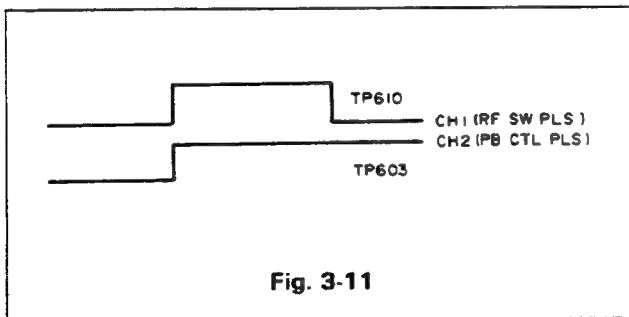 TP610
CH1 (RF SW PLS)
CH2 (PB CTL PLS)
TP603
Fig. 3-11